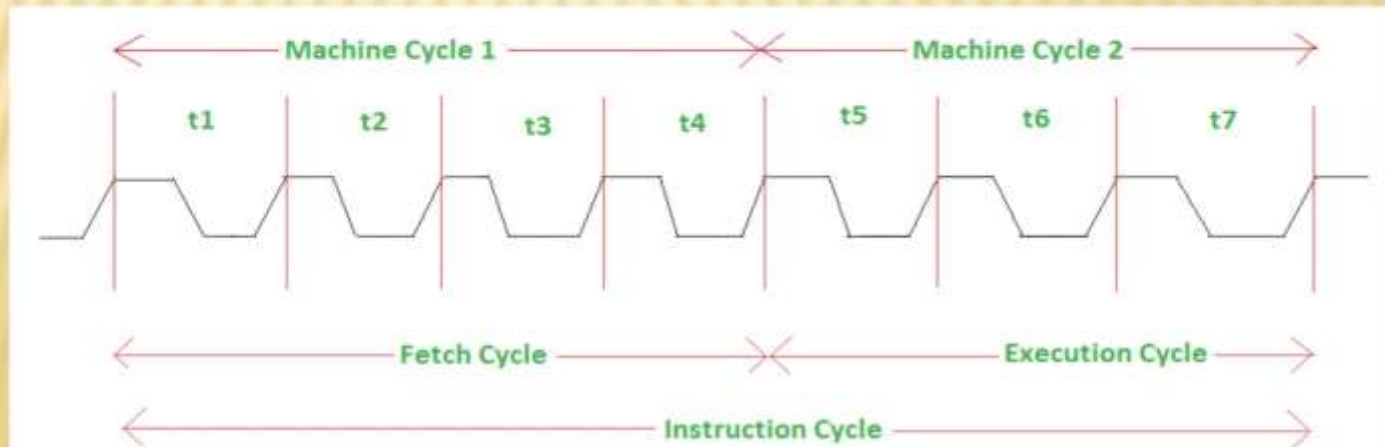 Machine Cycle 1 Machine Cycle 2
t1 t2 t3 t4 t5 t6 t7
Fetch Cycle Execution Cycle
Instruction Cycle